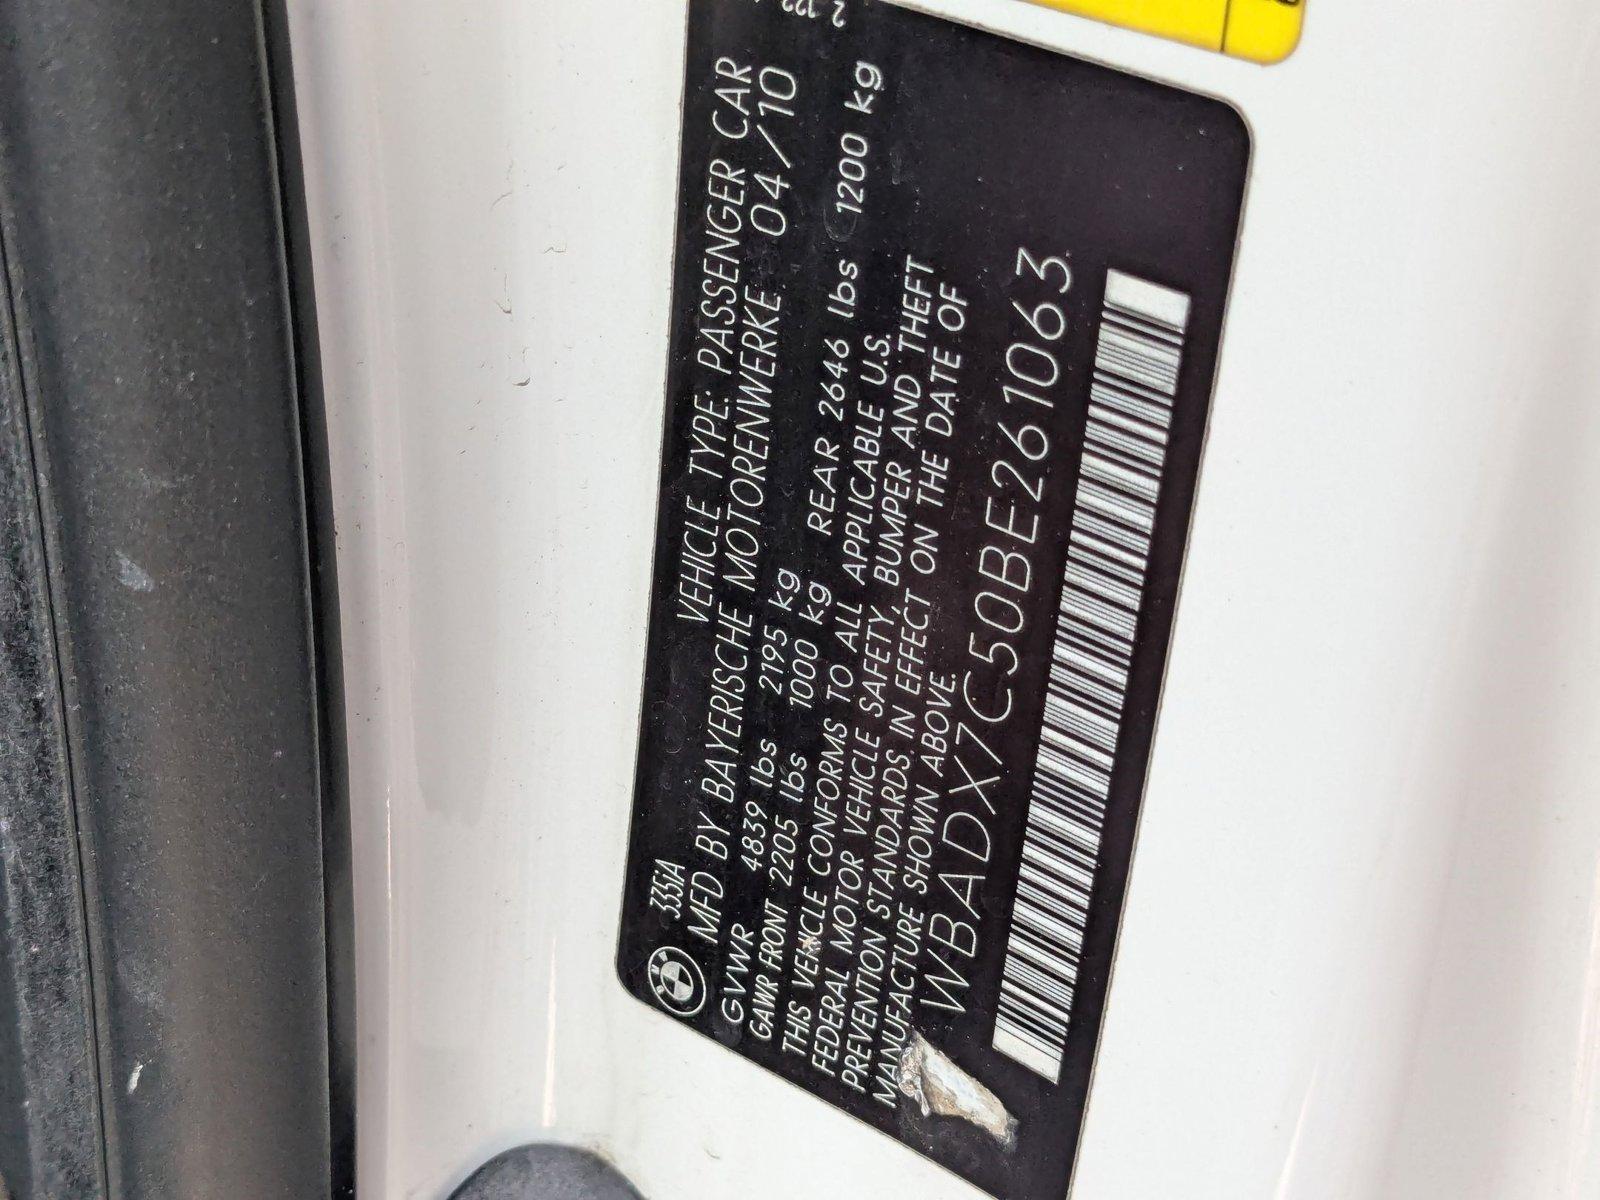 335iA VEHICLE TYPE: PASSENGER CAR
MFD BY BAYERISCHE MOTORENWERKE 04/10
GVWR 4839 lbs 2195 kg
GAWR FRONT 2205 lbs 1000 kg REAR 2646 lbs 1200 kg
THIS VEHICLE CONFORMS TO ALL APPLICABLE U.S.
FEDERAL MOTOR VEHICLE SAFETY, BUMPER AND THEFT
PREVENTION STANDARDS IN EFFECT ON THE DATE OF
MANUFACTURE SHOWN ABOVE.
WBADX7C50BE261063